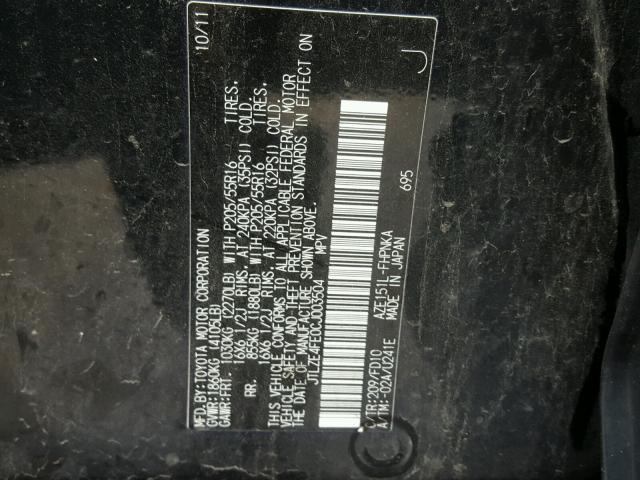 MFD.BY:TOYOTA MOTOR CORPORATION 10/11
GVWR:1860KG(4105LB)
GAWR:FRT. 1030KG(2270LB) WITH P205/55R16 TIRES,
16X6 1/2J RIMS, AT 240KPA(35PSI) COLD.
RR. 855KG(1880LB) WITH P205/55R16 TIRES,
16X6 1/2J RIMS, AT 220KPA(32PSI) COLD.
THIS VEHICLE CONFORMS TO ALL APPLICABLE FEDERAL MOTOR
VEHICLE SAFETY AND THEFT PREVENTION STANDARDS IN EFFECT ON
THE DATE OF MANUFACTURE SHOWN ABOVE.
JTLZE4FE0CJ003504 MPV
695
C/TR:209/FD10 AZE151L-FHPNKA
A/TM:-02A/U241E MADE IN JAPAN
J
C